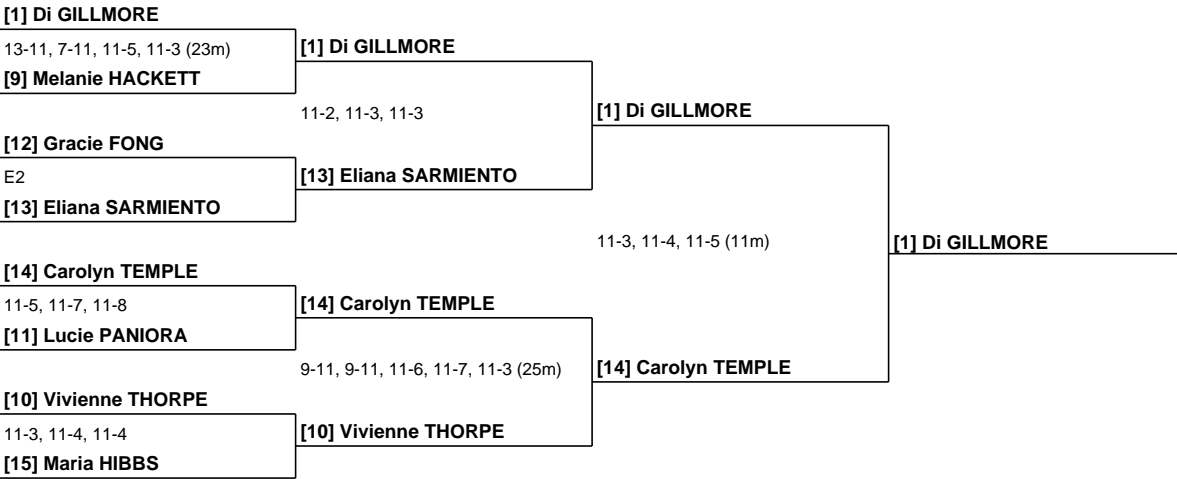 [1] Di GILLMORE
13-11, 7-11, 11-5, 11-3 (23m)
[9] Melanie HACKETT
[1] Di GILLMORE
11-2, 11-3, 11-3
[12] Gracie FONG
E2
[13] Eliana SARMIENTO
[13] Eliana SARMIENTO
[1] Di GILLMORE
11-3, 11-4, 11-5 (11m)
[1] Di GILLMORE
[14] Carolyn TEMPLE
11-5, 11-7, 11-8
[11] Lucie PANIORA
[14] Carolyn TEMPLE
9-11, 9-11, 11-6, 11-7, 11-3 (25m)
[14] Carolyn TEMPLE
[10] Vivienne THORPE
11-3, 11-4, 11-4
[15] Maria HIBBS
[10] Vivienne THORPE